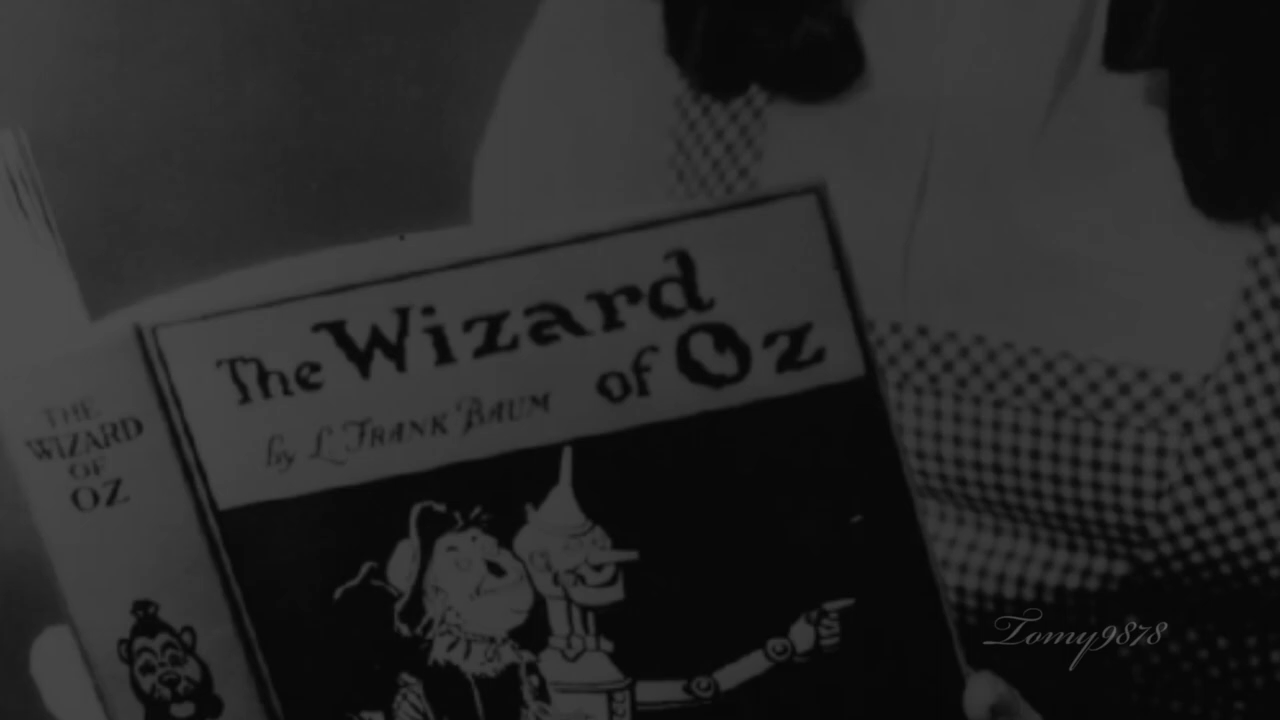 The Wizard
of Oz
by L. FRANK BAUM
THE
WIZARD
OF
OZ
Tomy9878